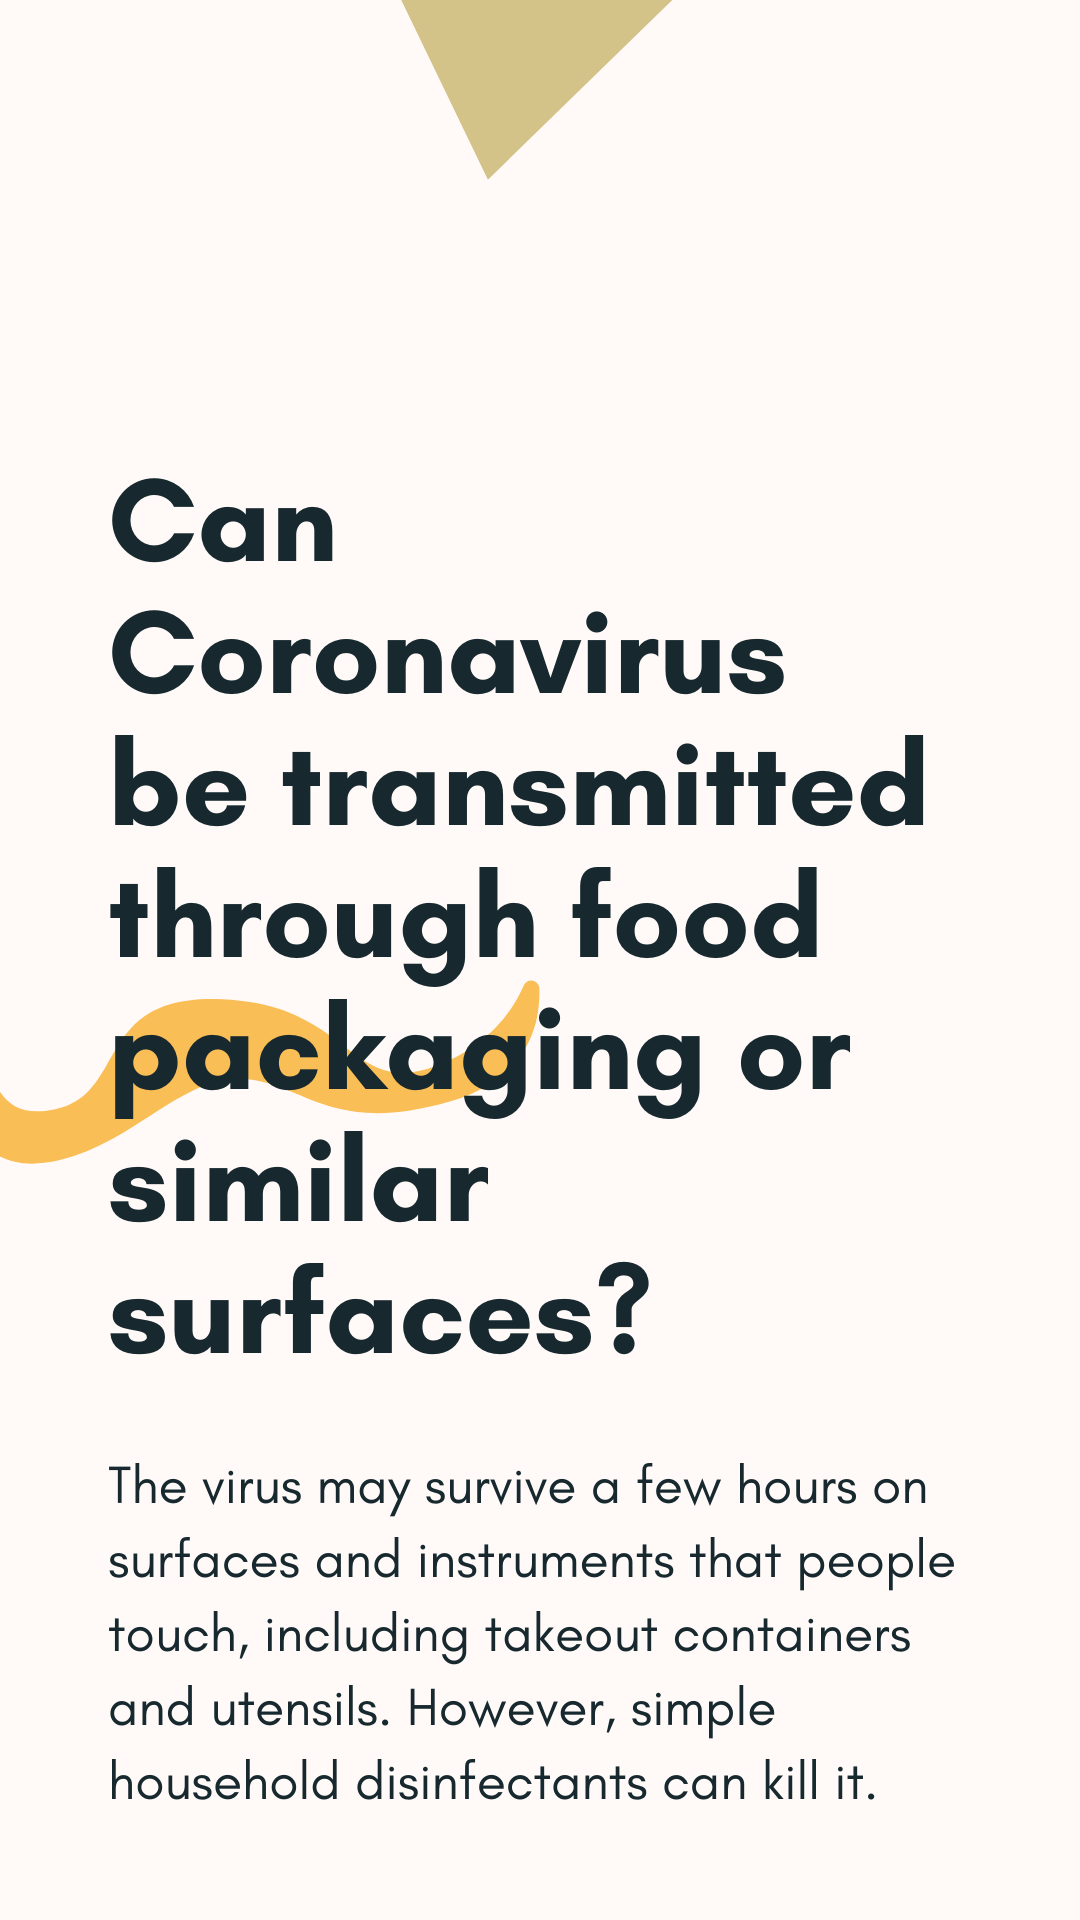 Can
Coronavirus
be transmitted
through food
packaging or
similar
surfaces?
The virus may survive a few hours on
surfaces and instruments that people
touch, including takeout containers
and utensils. However, simple
household disinfectants can kill it.